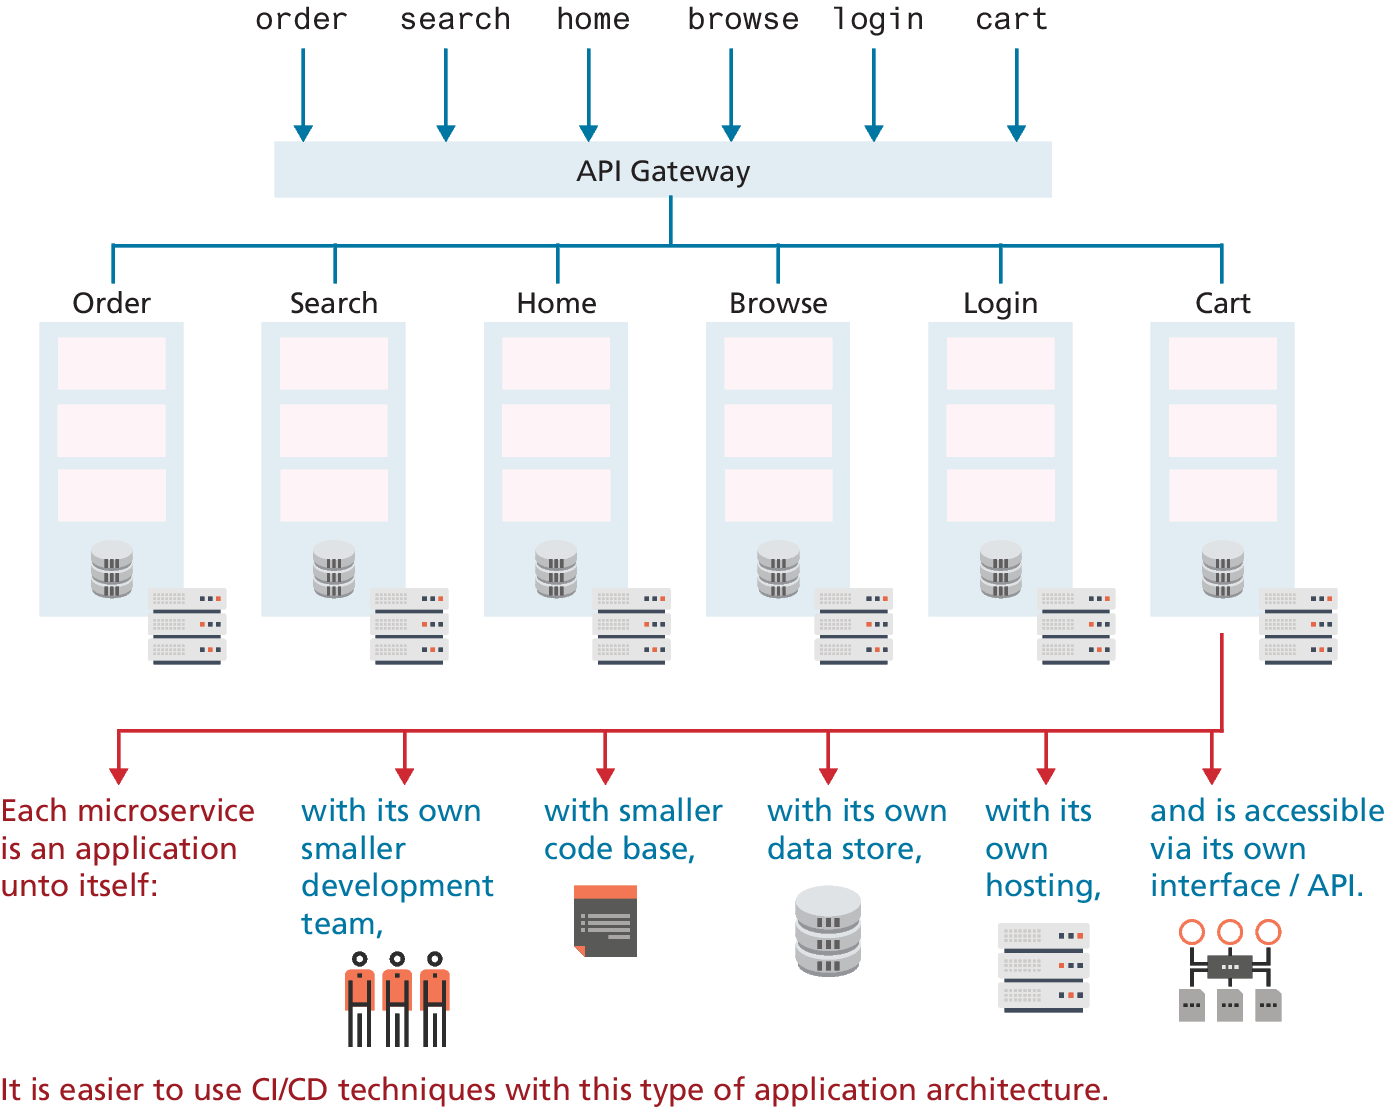 order search home browse login cart
API Gateway
Order Search Home Browse Login Cart
Each microservice
is an application
unto itself:
with its own
smaller
development
team,
with smaller
code base,
with its own
data store,
with its
own
hosting,
and is accessible
via its own
interface / API.
It is easier to use CI/CD techniques with this type of application architecture.